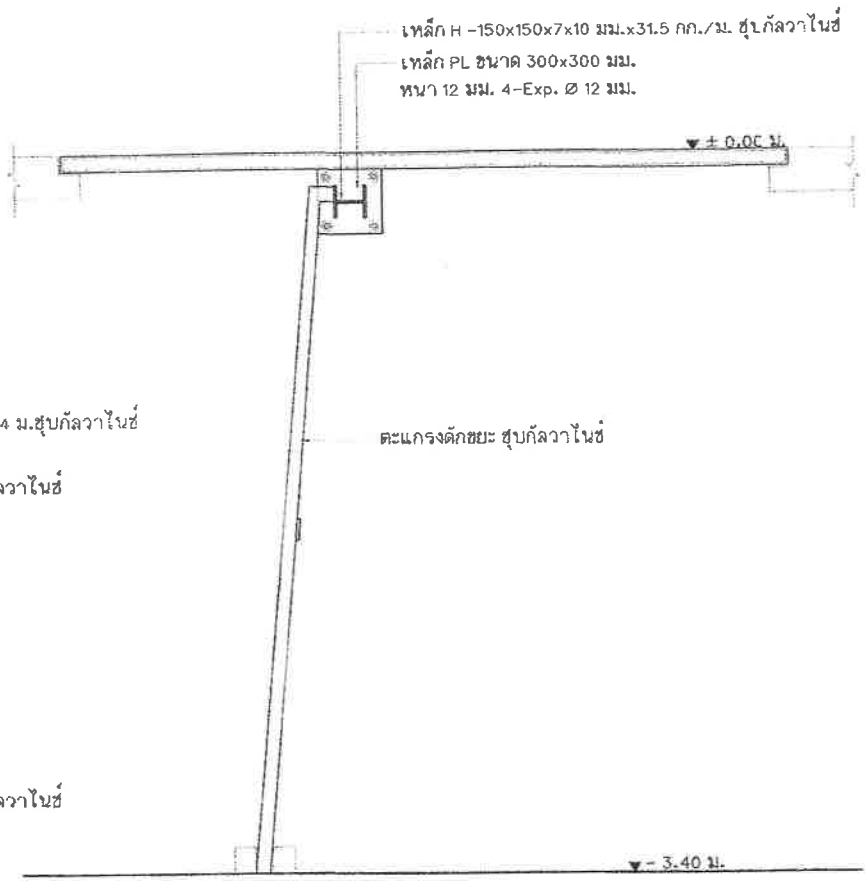 เหล็ก H -150x150x7x10 มม.x31.5 กก./ม. ชุบกัลวาไนซ์
เหล็ก PL ขนาด 300x300 มม.
หนา 12 มม. 4-Exp. Ø 12 มม.
± 0.00 ม.
4 ม.ชุบกัลวาไนซ์
ตะแกรงดักขยะ ชุบกัลวาไนซ์
ลวาไนซ์
ลวาไนซ์
- 3.40 ม.